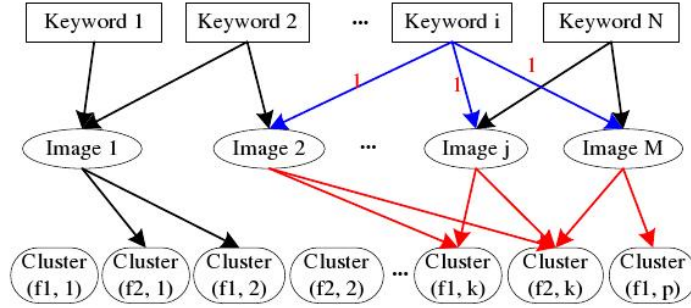 Keyword 1 Keyword 2 ... Keyword i Keyword N
1 1 1
Image 1 Image 2 ... Image j Image M
Cluster Cluster Cluster Cluster ... Cluster Cluster Cluster
(f1, 1) (f2, 1) (f1, 2) (f2, 2) (f1, k) (f2, k) (f1, p)